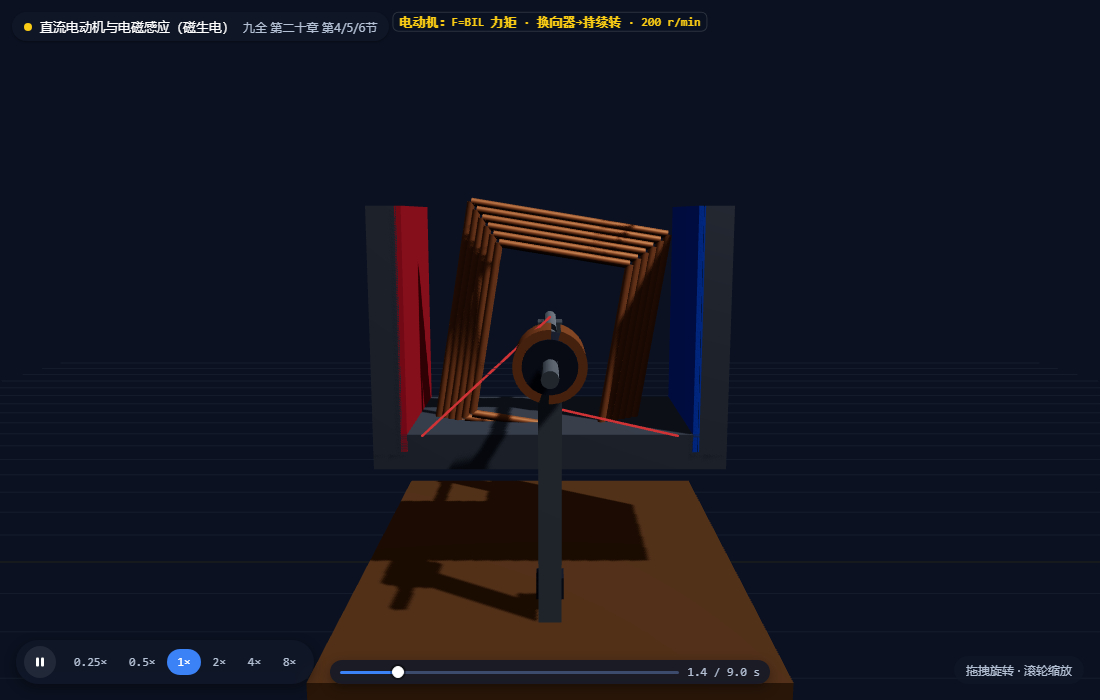 直流电动机与电磁感应（磁生电） 九全 第二十章 第4/5/6节
电动机: F=BIL 力矩 · 换向器→持续转 · 200 r/min
0.25× 0.5× 1× 2× 4× 8×
1.4 / 9.0 s
拖拽旋转 · 滚轮缩放